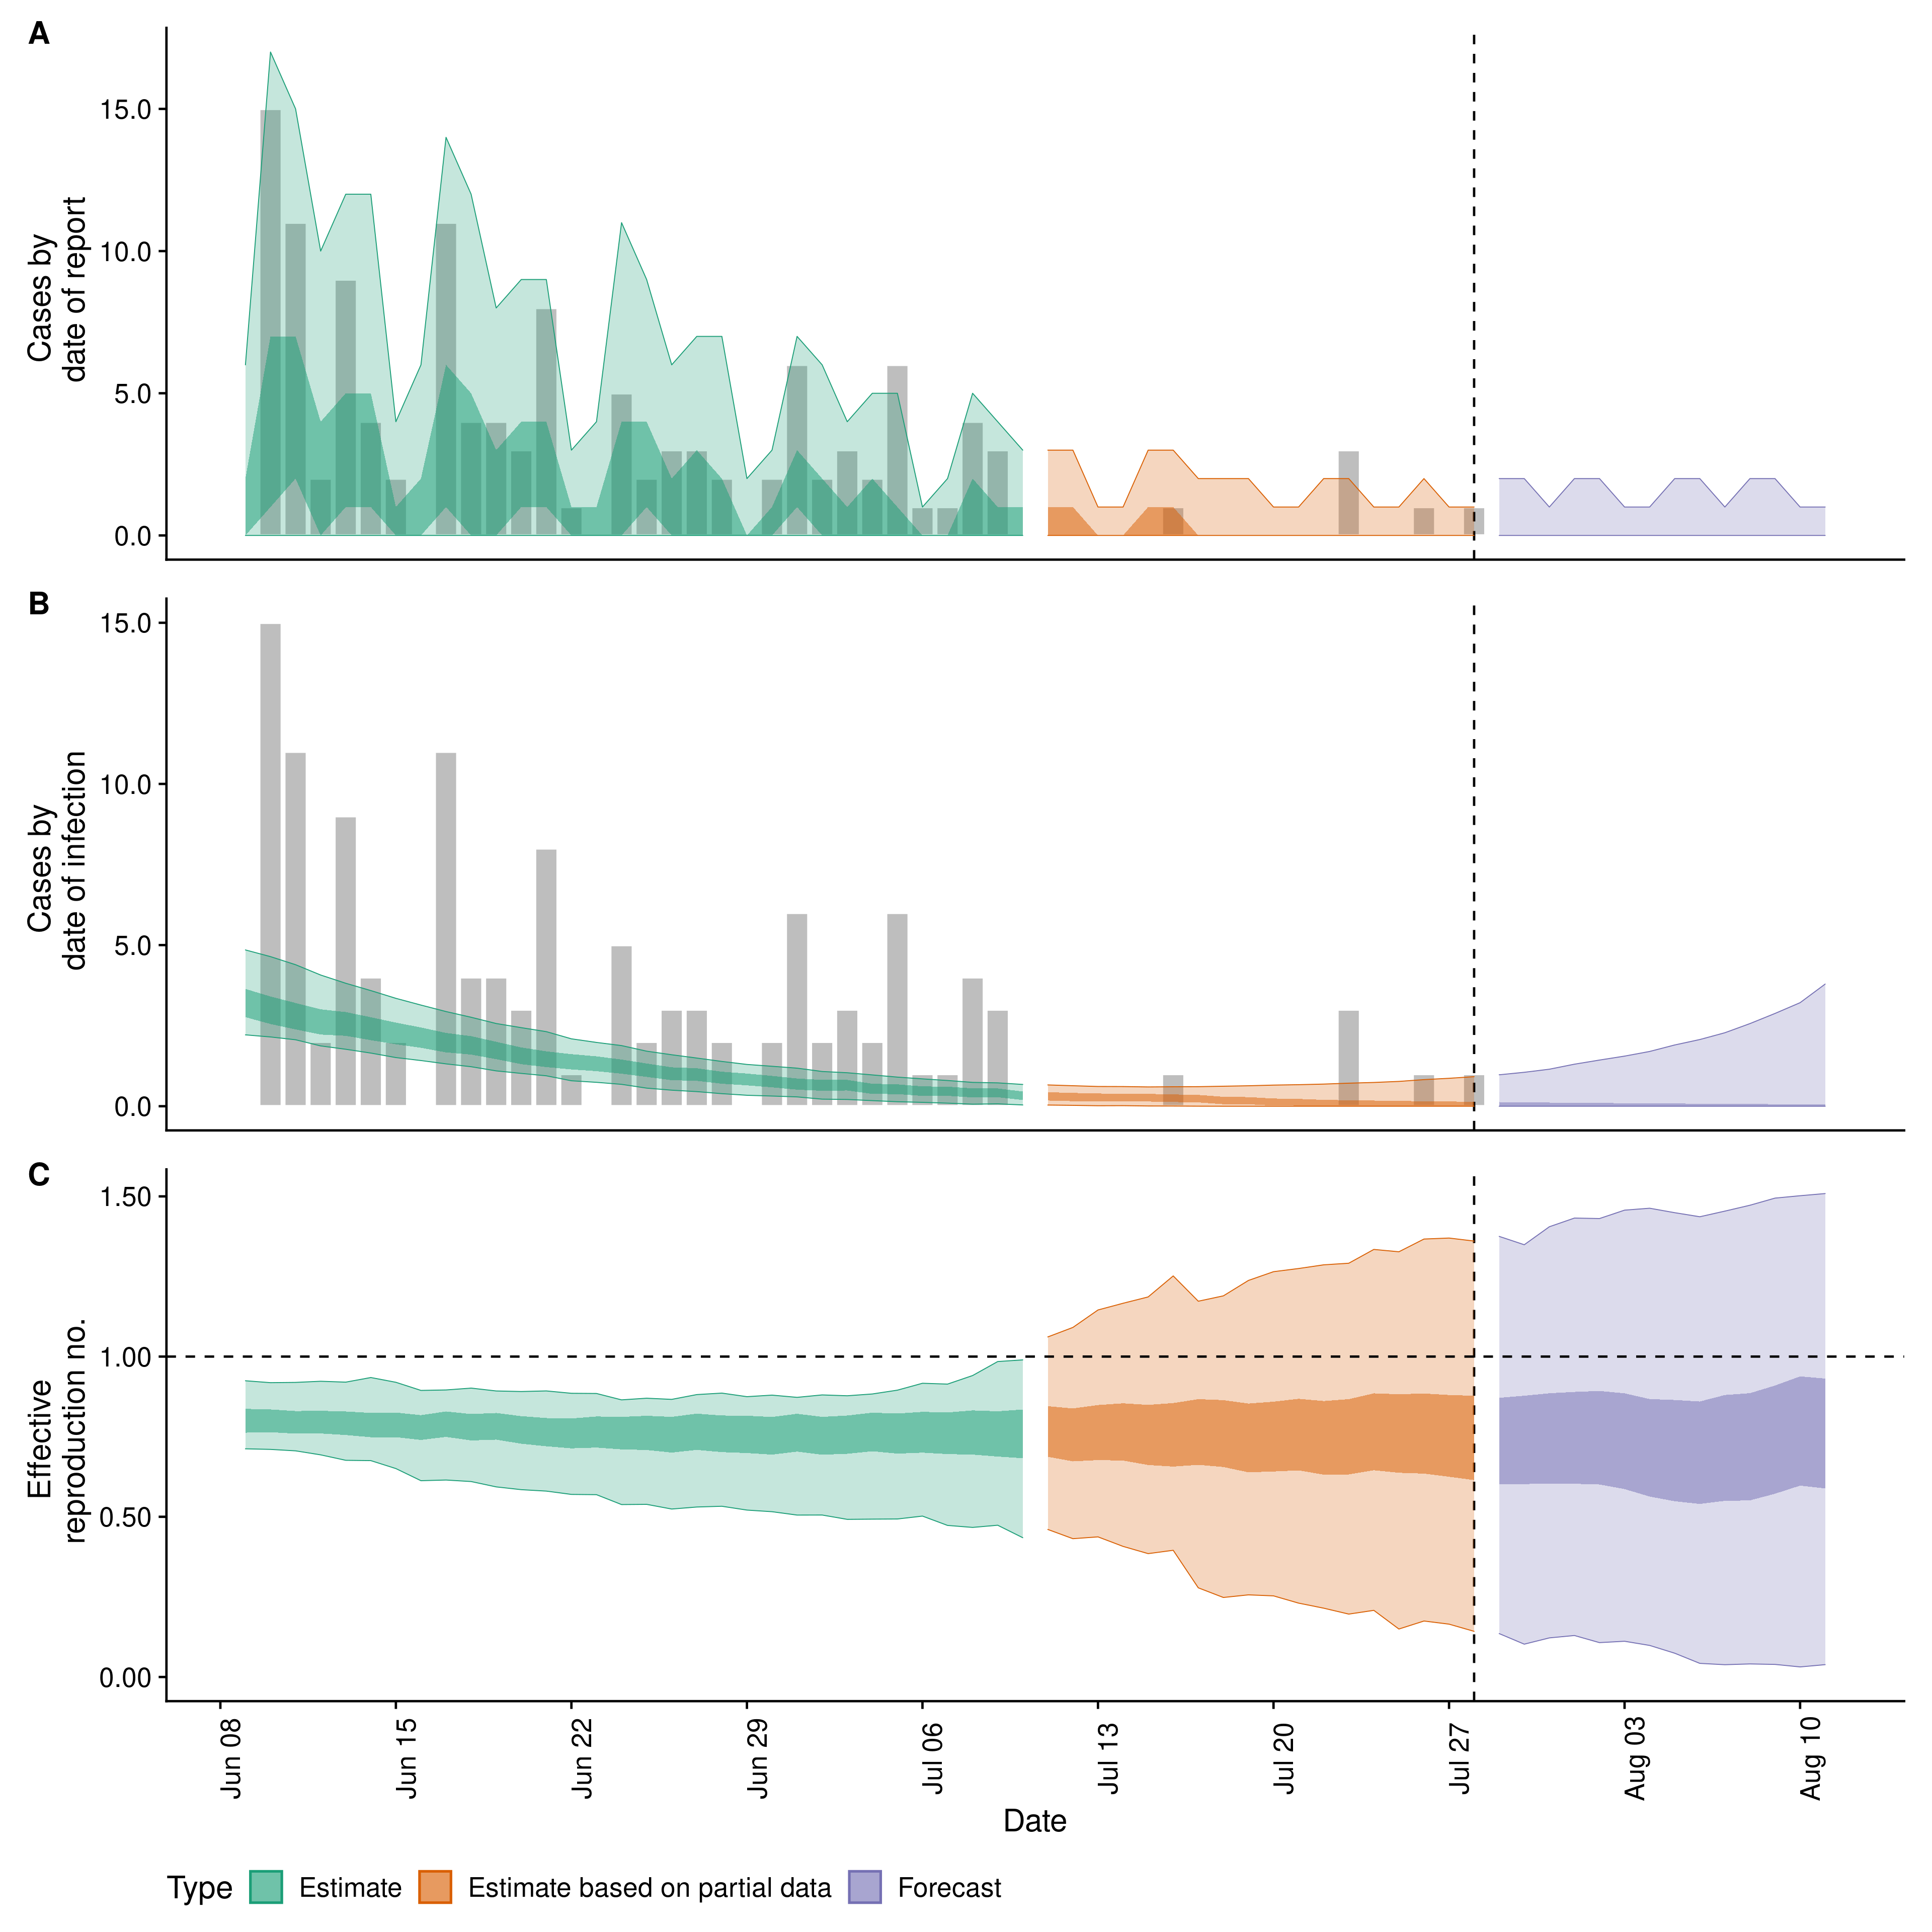 A
Cases by
date of report
15.0
10.0
5.0
0.0
B
Cases by
date of infection
15.0
10.0
5.0
0.0
C
Effective
reproduction no.
1.50
1.00
0.50
0.00
Jun 08
Jun 15
Jun 22
Jun 29
Jul 06
Jul 13
Jul 20
Jul 27
Aug 03
Aug 10
Date
Type Estimate Estimate based on partial data Forecast